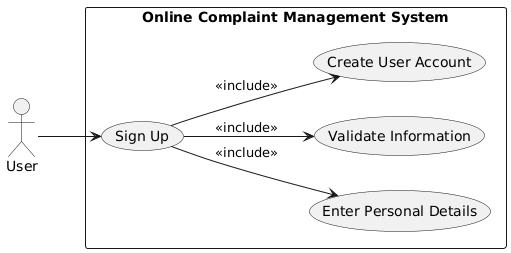 Online Complaint Management System
Create User Account
«include»
Sign Up
«include»
Validate Information
«include»
User
Enter Personal Details